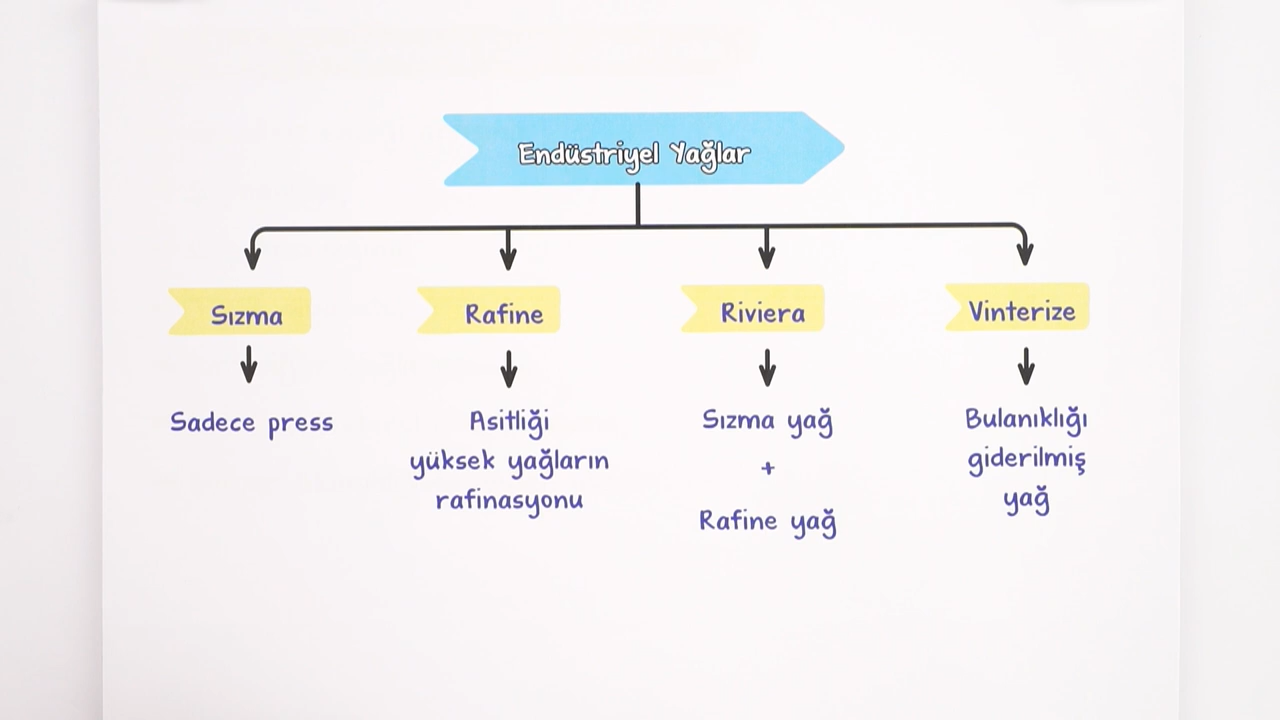 Endüstriyel Yağlar
Sızma
Rafine
Riviera
Vinterize
Sadece press
Asitliği
yüksek yağların
rafinasyonu
Sızma yağ
+
Rafine yağ
Bulanıklığı
giderilmiş
yağ